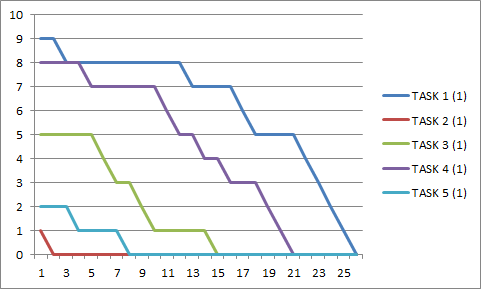 10
9
8
7
6
5
4
3
2
1
0
1 3 5 7 9 11 13 15 17 19 21 23 25
TASK 1 (1)
TASK 2 (1)
TASK 3 (1)
TASK 4 (1)
TASK 5 (1)